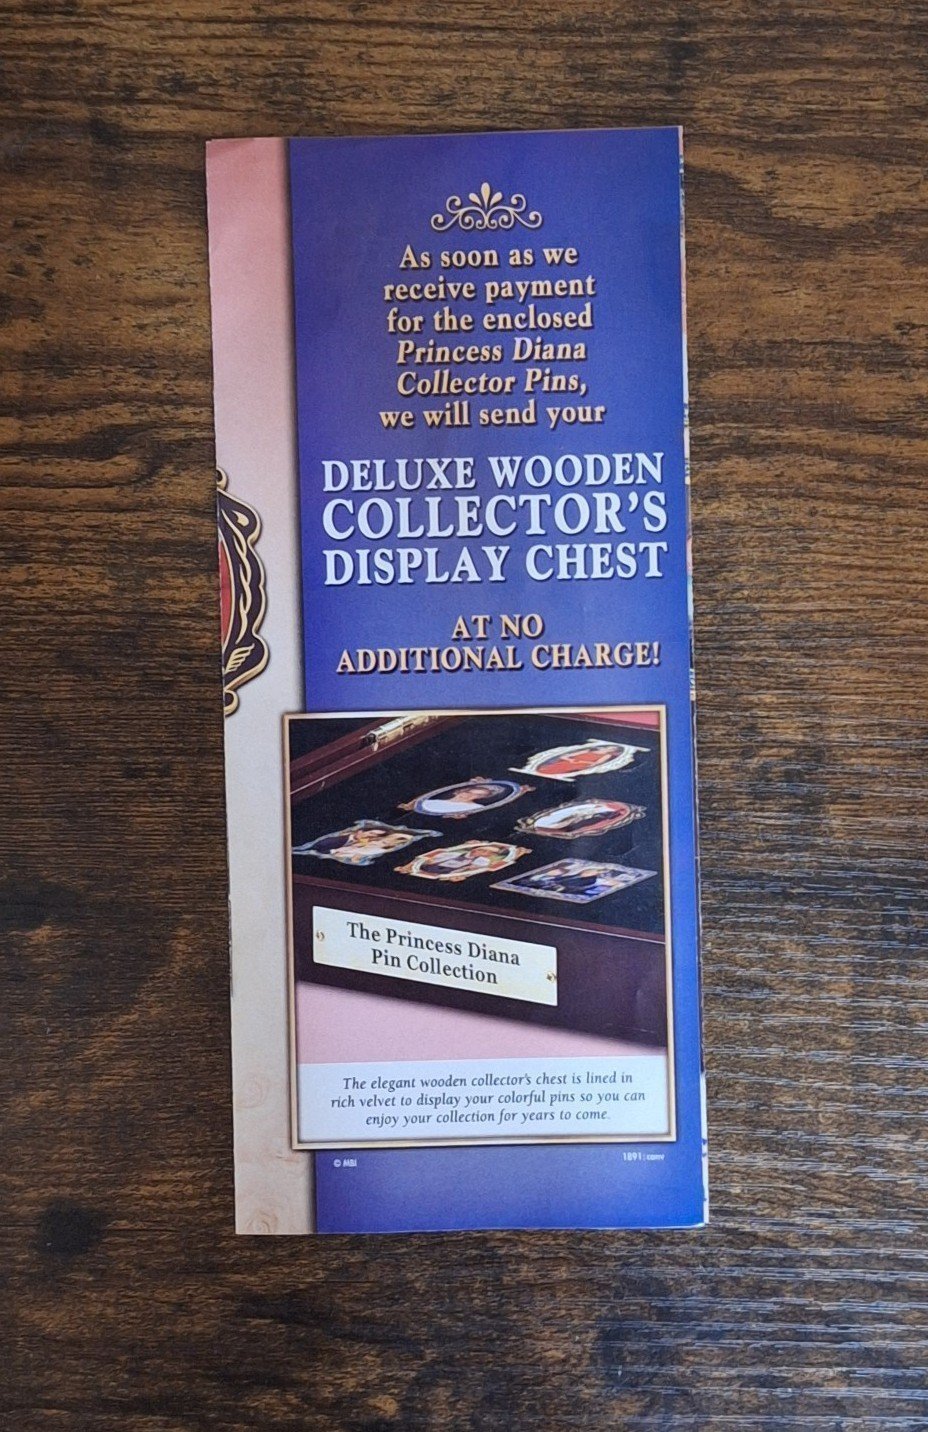 As soon as we
receive payment
for the enclosed
Princess Diana
Collector Pins,
we will send your
DELUXE WOODEN
COLLECTOR'S
DISPLAY CHEST
AT NO
ADDITIONAL CHARGE!
The Princess Diana
Pin Collection
The elegant wooden collector's chest is lined in
rich velvet to display your colorful pins so you can
enjoy your collection for years to come.
© MBI
1891